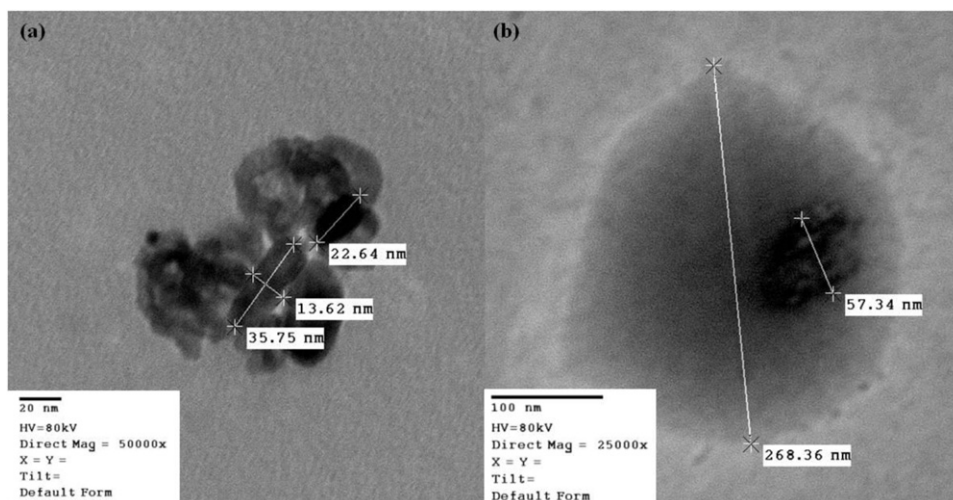 (a)
22.64 nm
13.62 nm
35.75 nm
20 nm
HV=80kV
Direct Mag = 50000x
X = Y =
Tilt=
Default Form
(b)
57.34 nm
268.36 nm
100 nm
HV=80kV
Direct Mag = 25000x
X = Y =
Tilt=
Default Form